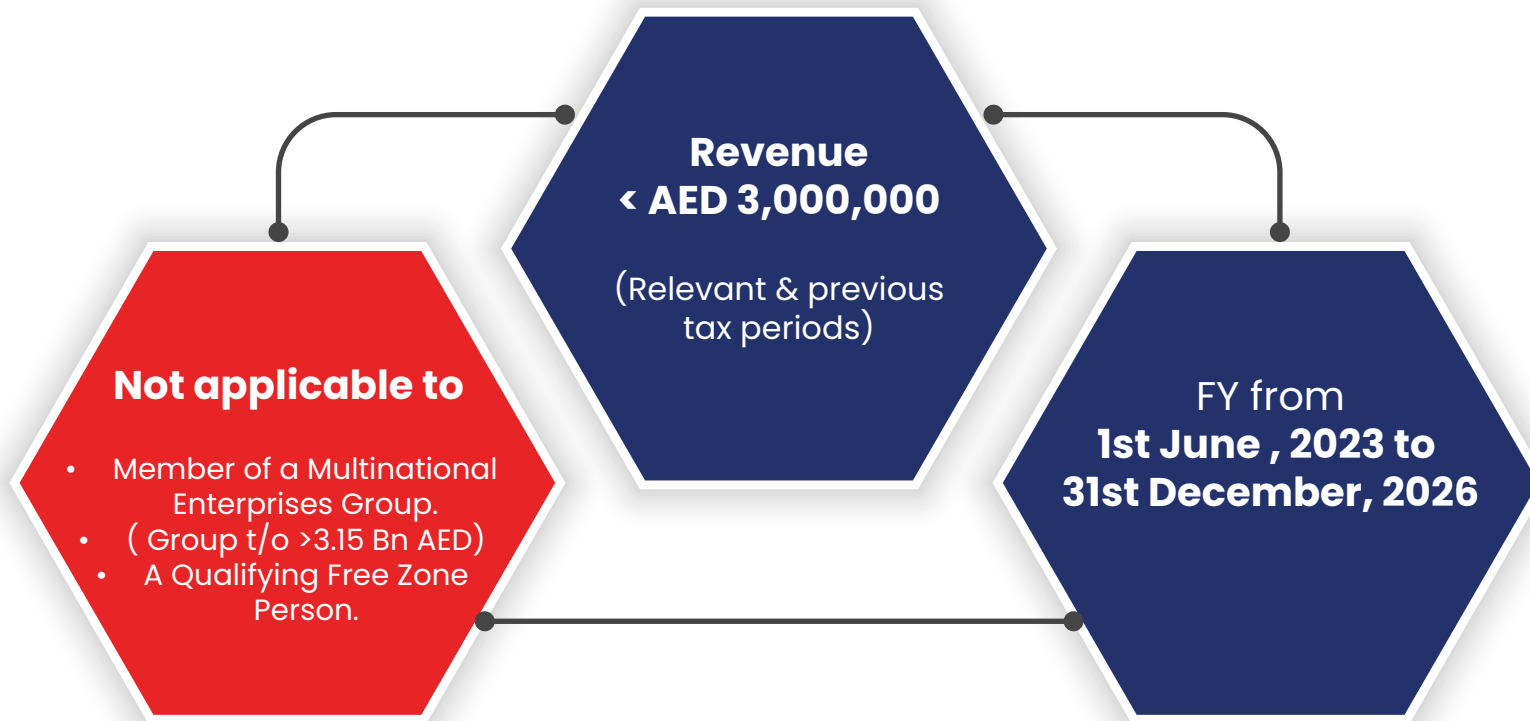 Revenue
< AED 3,000,000
(Relevant & previous
tax periods)
Not applicable to
• Member of a Multinational
Enterprises Group.
• ( Group t/o >3.15 Bn AED)
• A Qualifying Free Zone
Person.
FY from
1st June , 2023 to
31st December, 2026